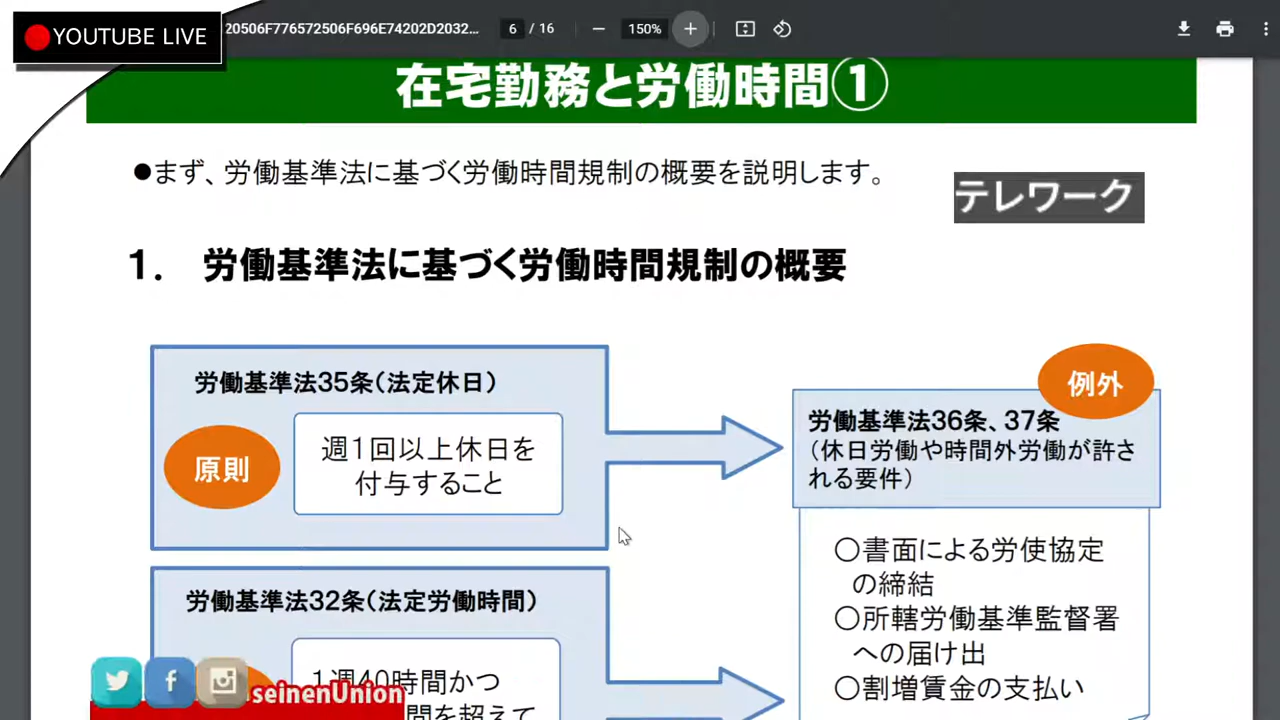 YOUTUBE LIVE
20506F776572506F696E74202D2032...
6 / 16
150%
在宅勤務と労働時間①
●まず、労働基準法に基づく労働時間規制の概要を説明します。
テレワーク
1. 労働基準法に基づく労働時間規制の概要
労働基準法35条(法定休日)
原則
週1回以上休日を
付与すること
例外
労働基準法36条、37条
(休日労働や時間外労働が許さ
れる要件)
○書面による労使協定
の締結
○所轄労働基準監督署
への届け出
○割増賃金の支払い
労働基準法32条(法定労働時間)
1週40時間かつ
間を超えて
seinenUnion